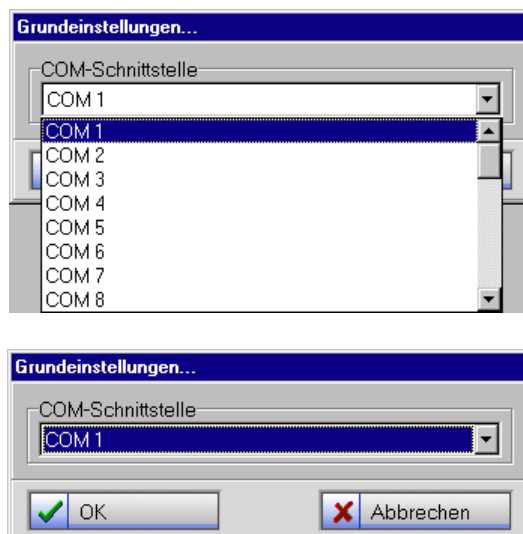 Grundeinstellungen...
COM-Schnittstelle
COM 1
COM 1
COM 2
COM 3
COM 4
COM 5
COM 6
COM 7
COM 8
Grundeinstellungen...
COM-Schnittstelle
COM 1
OK
Abbrechen